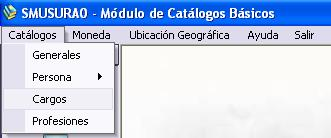 SMUSURA0 - Módulo de Catálogos Básicos
Catálogos Moneda Ubicación Geográfica Ayuda Salir
Generales
Persona
Cargos
Profesiones